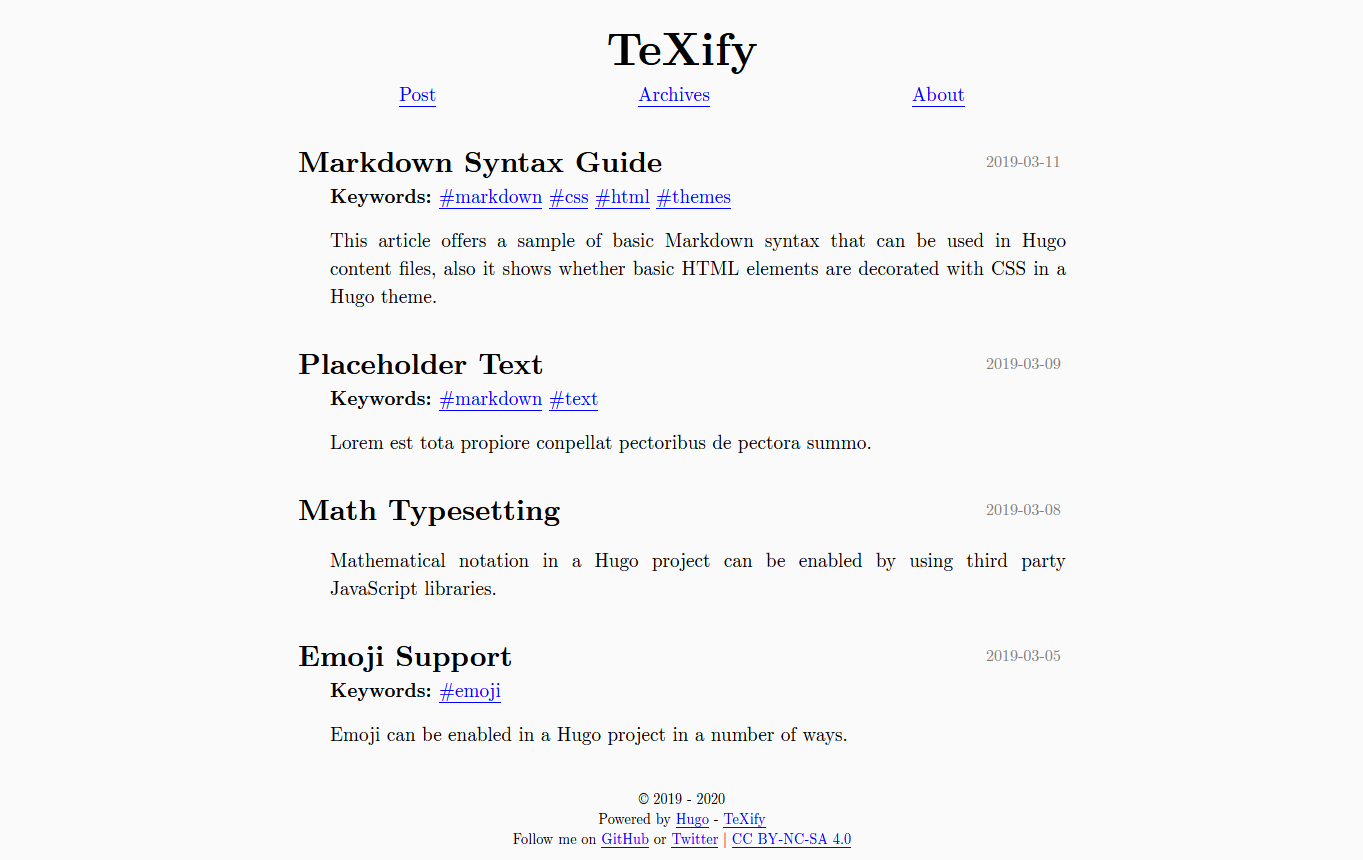 TeXify
Post Archives About
Markdown Syntax Guide 2019-03-11
Keywords: #markdown #css #html #themes
This article offers a sample of basic Markdown syntax that can be used in Hugo
content files, also it shows whether basic HTML elements are decorated with CSS in a
Hugo theme.
Placeholder Text 2019-03-09
Keywords: #markdown #text
Lorem est tota propiore conpellat pectoribus de pectora summo.
Math Typesetting 2019-03-08
Mathematical notation in a Hugo project can be enabled by using third party
JavaScript libraries.
Emoji Support 2019-03-05
Keywords: #emoji
Emoji can be enabled in a Hugo project in a number of ways.
© 2019 - 2020
Powered by Hugo - TeXify
Follow me on GitHub or Twitter | CC BY-NC-SA 4.0